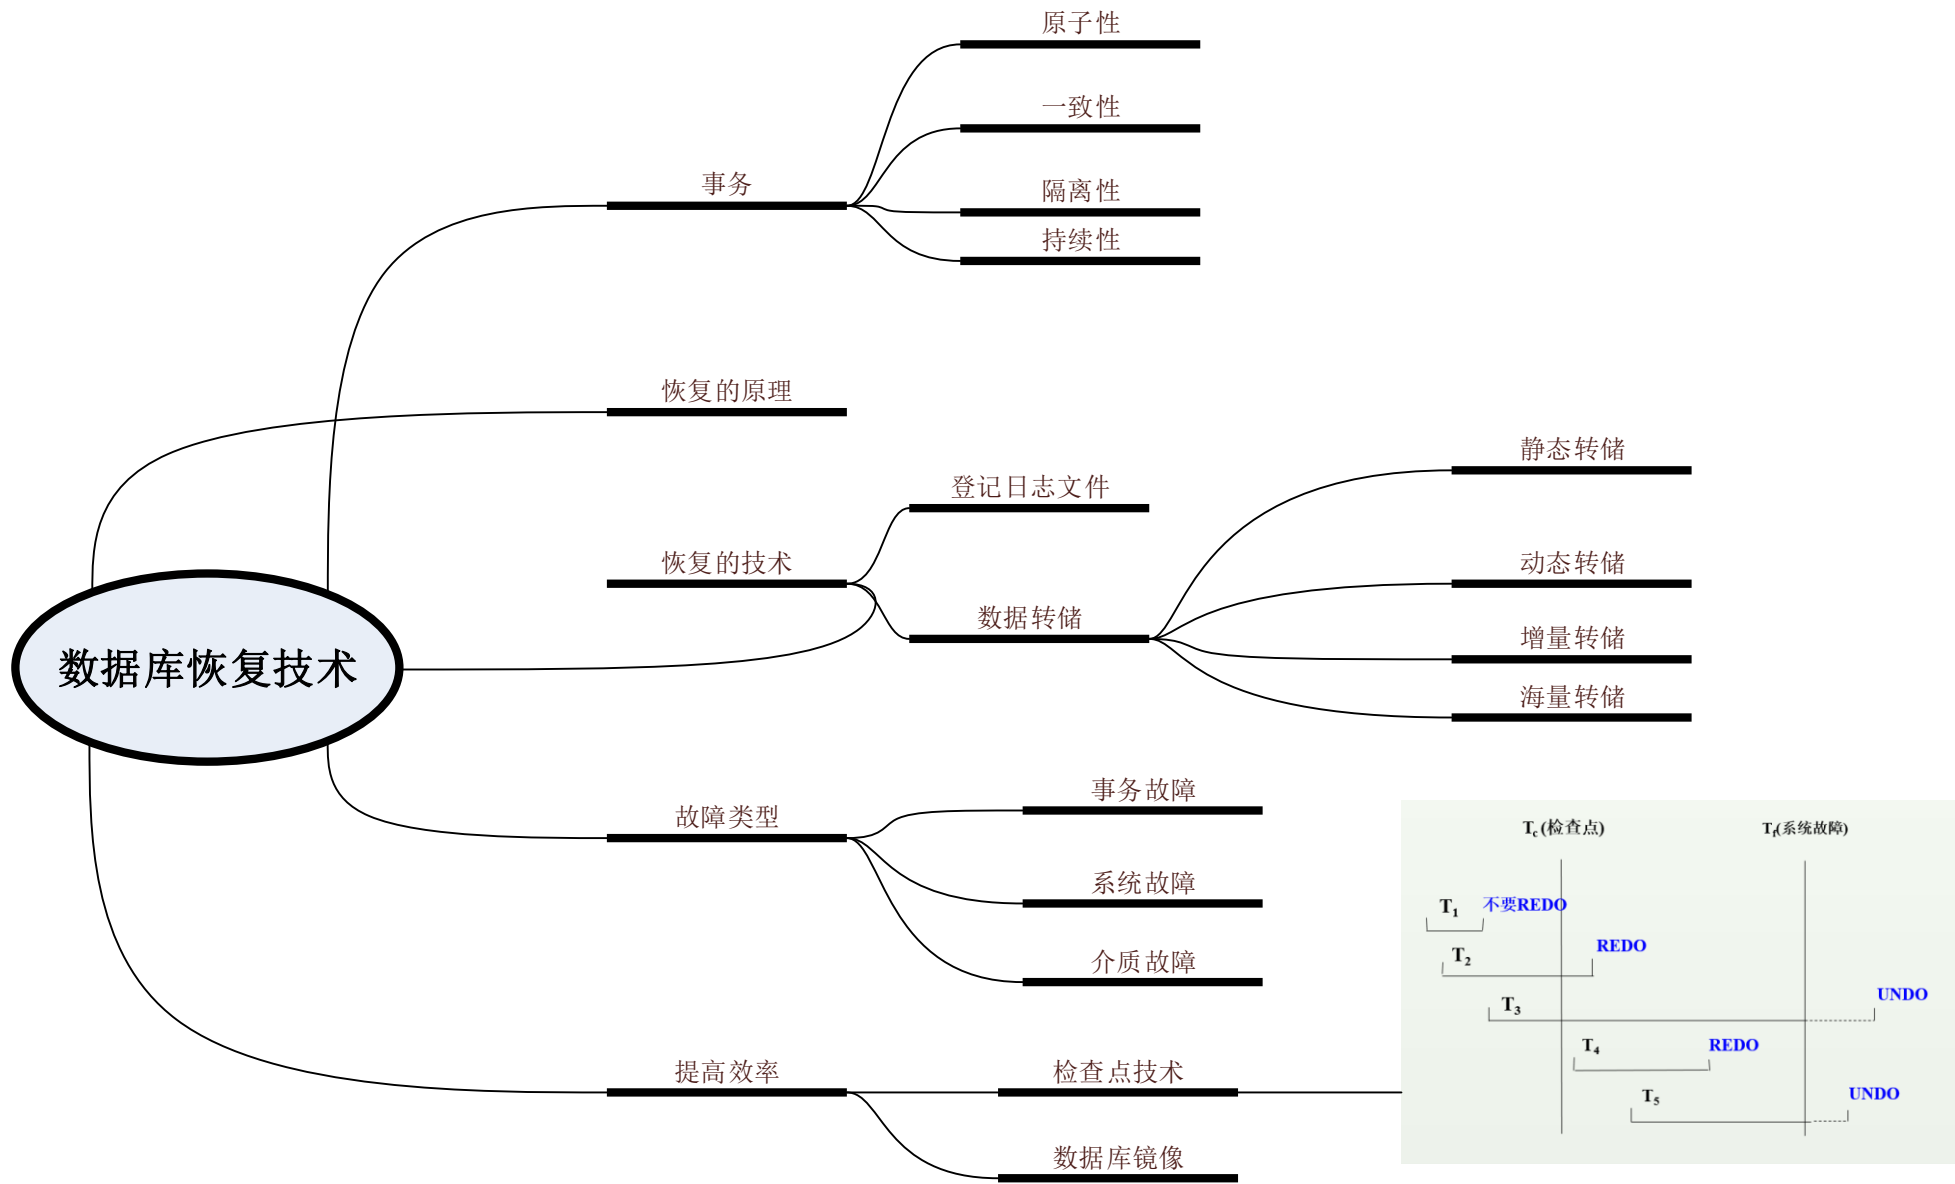 数据库恢复技术
事务
原子性
一致性
隔离性
持续性
恢复的原理
恢复的技术
登记日志文件
数据转储
静态转储
动态转储
增量转储
海量转储
故障类型
事务故障
系统故障
介质故障
提高效率
检查点技术
数据库镜像
Tc (检查点) Tf(系统故障)
T1 不要REDO
T2 REDO
T3 UNDO
T4 REDO
T5 UNDO